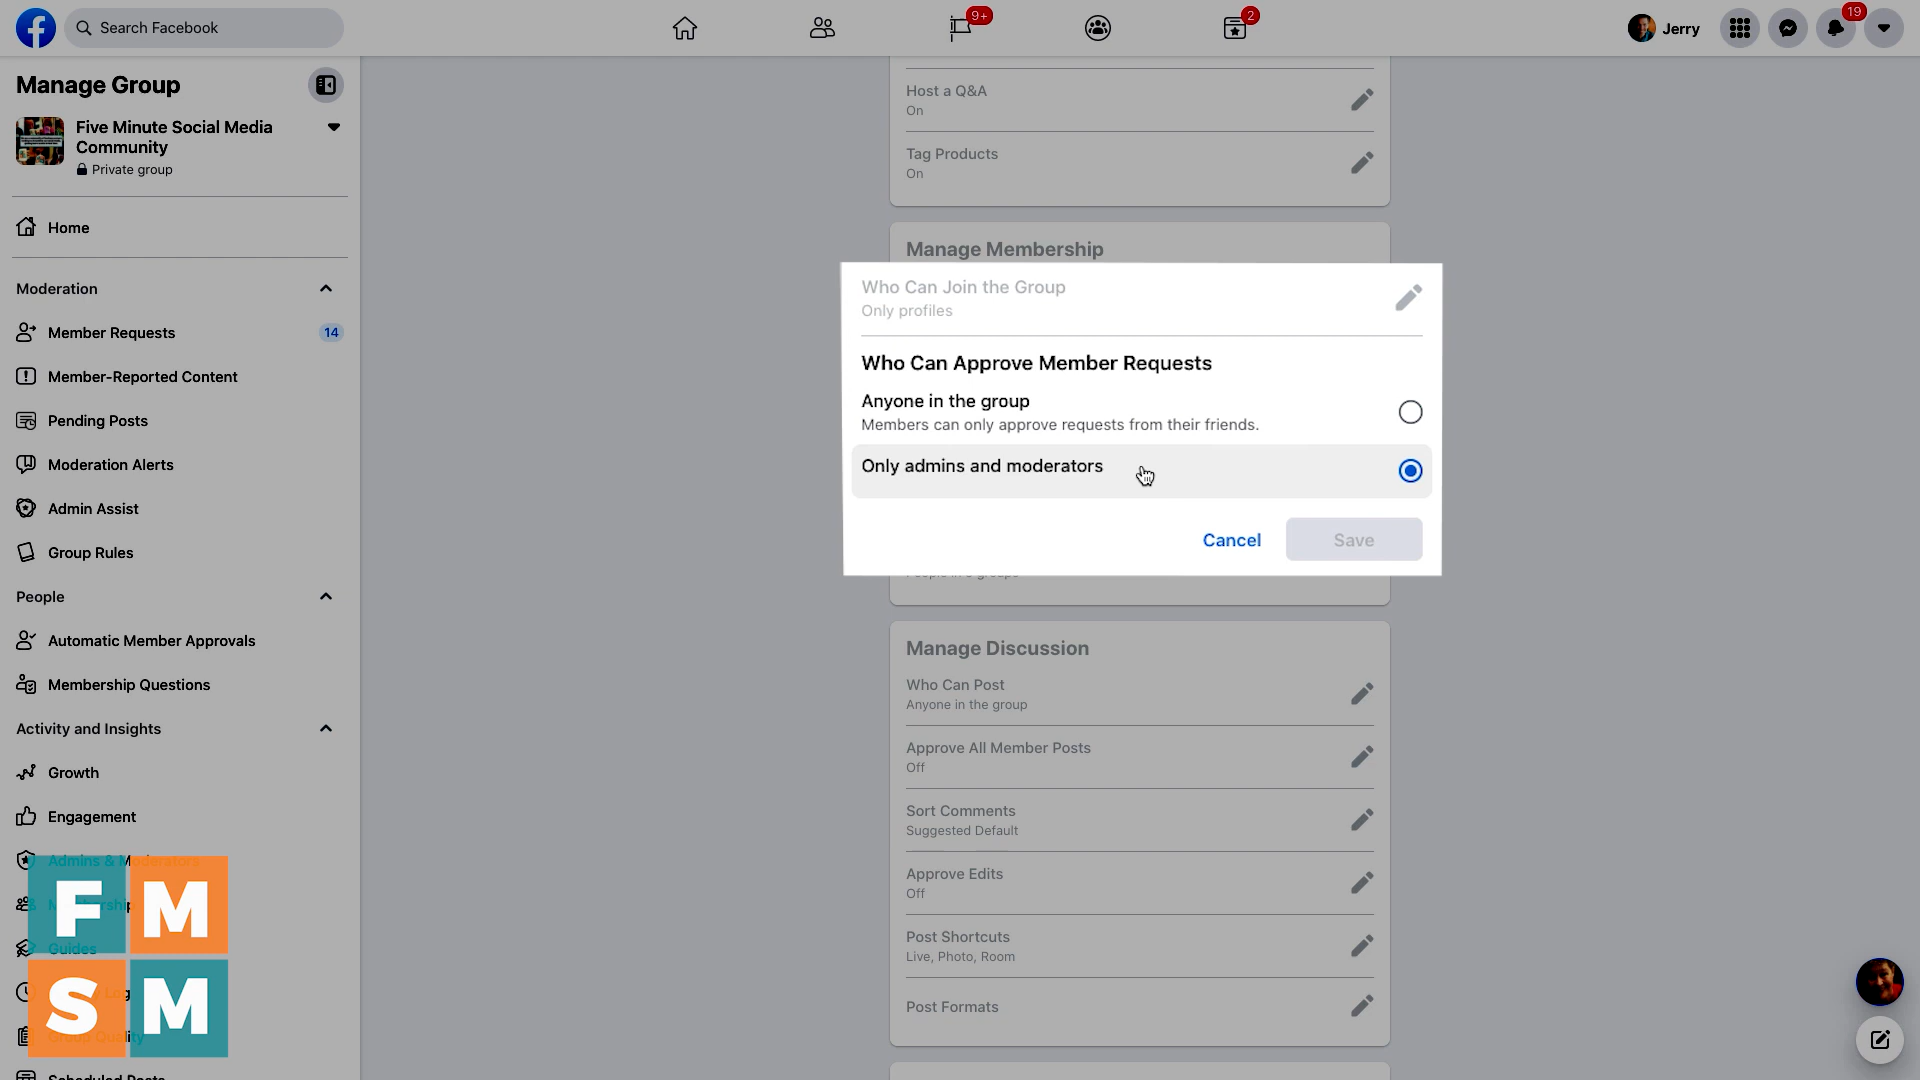 Search Facebook
9+
2
Jerry
19
Manage Group
Five Minute Social Media
Community
Private group
Home
Moderation
Member Requests
14
Member-Reported Content
Pending Posts
Moderation Alerts
Admin Assist
Group Rules
People
Automatic Member Approvals
Membership Questions
Activity and Insights
Growth
Engagement
Admins & Moderators
Guides
Group Quality
Scheduled Posts
F M
S M
Host a Q&A
On
Tag Products
On
Manage Membership
Who Can Join the Group
Only profiles
Who Can Approve Member Requests
Anyone in the group
Members can only approve requests from their friends.
Only admins and moderators
Cancel
Save
Manage Discussion
Who Can Post
Anyone in the group
Approve All Member Posts
Off
Sort Comments
Suggested Default
Approve Edits
Off
Post Shortcuts
Live, Photo, Room
Post Formats